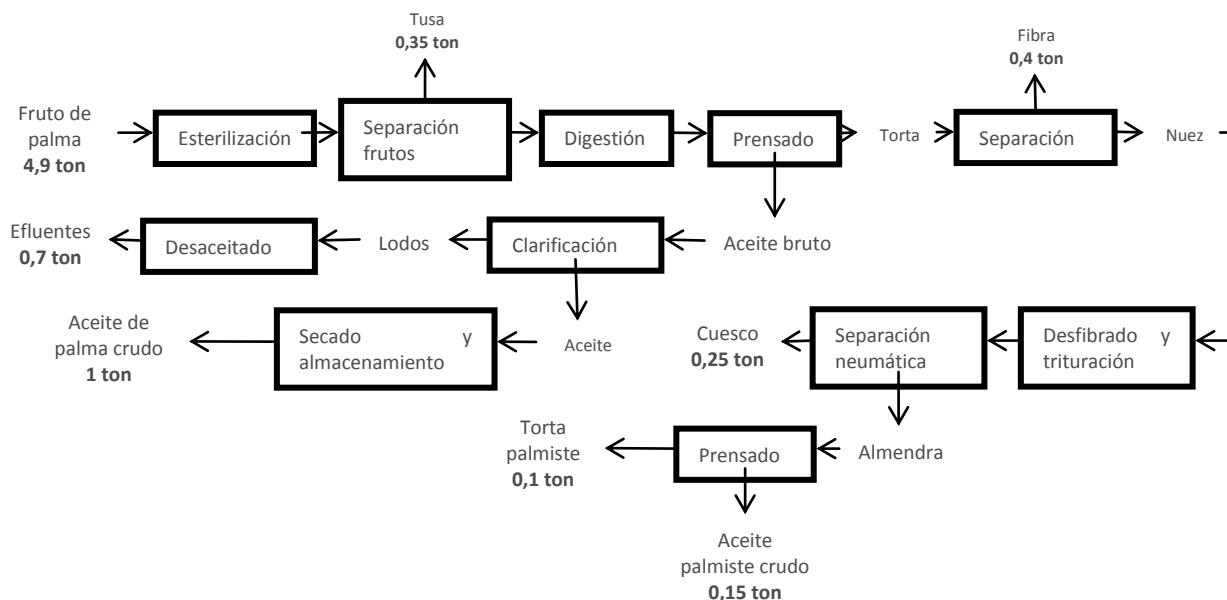 Tusa
0,35 ton
Fibra
0,4 ton
Fruto de
palma
4,9 ton
Esterilización
Separación
frutos
Digestión
Prensado
Torta
Separación
Nuez
Efluentes
0,7 ton
Desaceitado
Lodos
Clarificación
Aceite bruto
Aceite de
palma crudo
1 ton
Secado y
almacenamiento
Aceite
Cuesco
0,25 ton
Separación
neumática
Desfibrado y
trituración
Torta
palmiste
0,1 ton
Prensado
Almendra
Aceite
palmiste crudo
0,15 ton